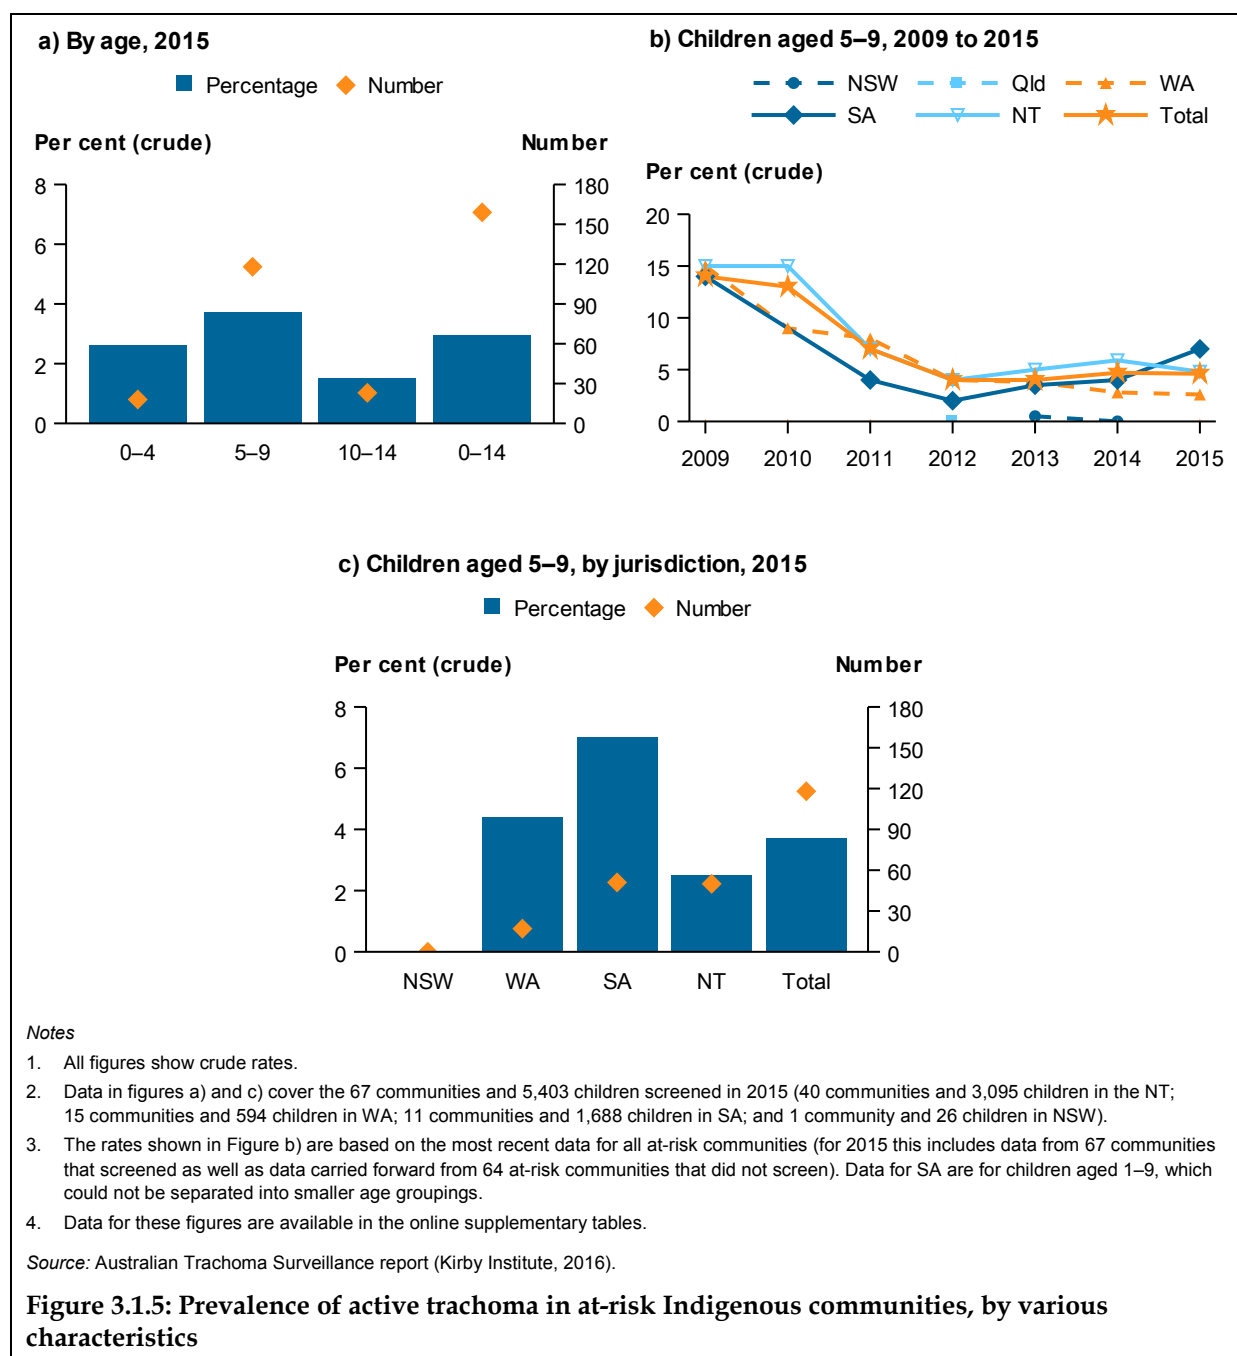 a) By age, 2015
Percentage Number
Per cent (crude) Number
8 180
150
6
120
4 90
60
2
30
0 0
0–4 5–9 10–14 0–14
b) Children aged 5–9, 2009 to 2015
NSW Qld WA
SA NT Total
Per cent (crude)
20
15
10
5
0
2009 2010 2011 2012 2013 2014 2015
c) Children aged 5–9, by jurisdiction, 2015
Percentage Number
Per cent (crude) Number
8 180
150
6
120
4 90
60
2
30
0 0
NSW WA SA NT Total
Notes
1. All figures show crude rates.
2. Data in figures a) and c) cover the 67 communities and 5,403 children screened in 2015 (40 communities and 3,095 children in the NT;
15 communities and 594 children in WA; 11 communities and 1,688 children in SA; and 1 community and 26 children in NSW).
3. The rates shown in Figure b) are based on the most recent data for all at-risk communities (for 2015 this includes data from 67 communities
that screened as well as data carried forward from 64 at-risk communities that did not screen). Data for SA are for children aged 1–9, which
could not be separated into smaller age groupings.
4. Data for these figures are available in the online supplementary tables.
Source: Australian Trachoma Surveillance report (Kirby Institute, 2016).
Figure 3.1.5: Prevalence of active trachoma in at-risk Indigenous communities, by various
characteristics